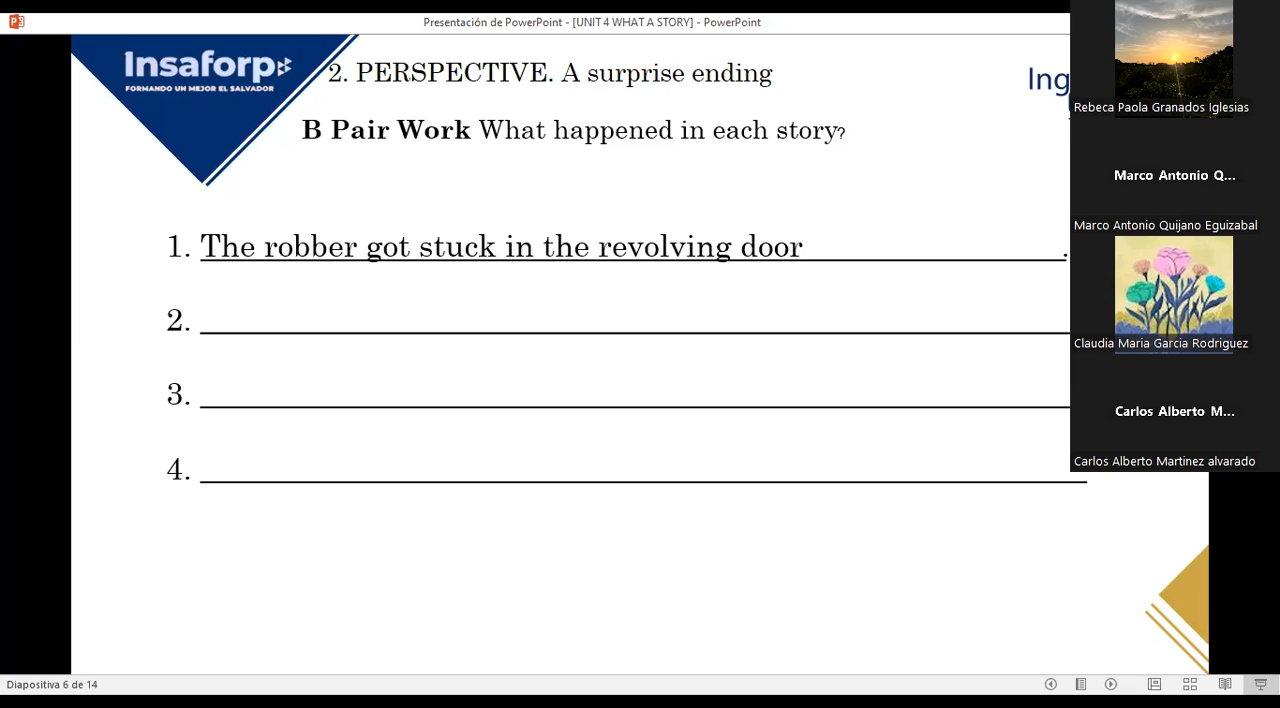 Presentación de PowerPoint - [UNIT 4 WHAT A STORY] - PowerPoint
Insaforp
FORMANDO UN MEJOR EL SALVADOR
2. PERSPECTIVE. A surprise ending
Ing
B Pair Work What happened in each story?
1. The robber got stuck in the revolving door.
2.
3.
4.
Rebeca Paola Granados Iglesias
Marco Antonio Q...
Marco Antonio Quijano Eguizabal
Claudia Maria Garcia Rodriguez
Carlos Alberto M...
Carlos Alberto Martinez alvarado
Diapositiva 6 de 14